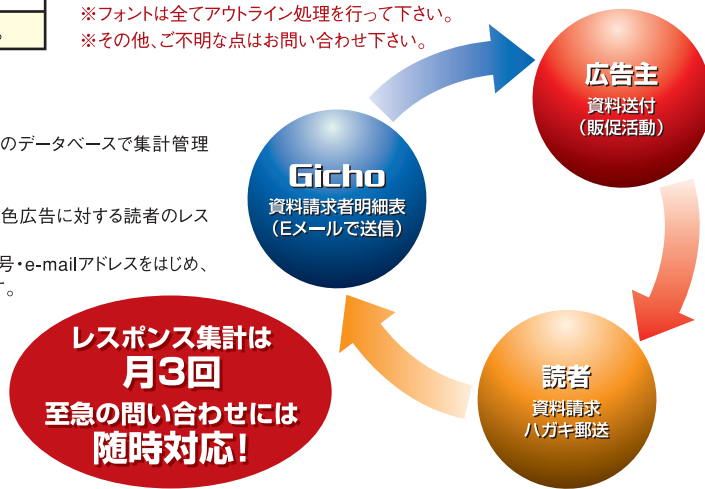 ※フォントは全てアウトライン処理を行って下さい。
※その他、ご不明な点はお問い合わせ下さい。
のデータベースで集計管理
色広告に対する読者のレス
号・e-mailアドレスをはじめ、
す。
広告主
資料送付
（販促活動）
Gicho
資料請求者明細表
（Eメールで送信）
レスポンス集計は
月3回
至急の問い合わせには
随時対応！
読者
資料請求
ハガキ郵送